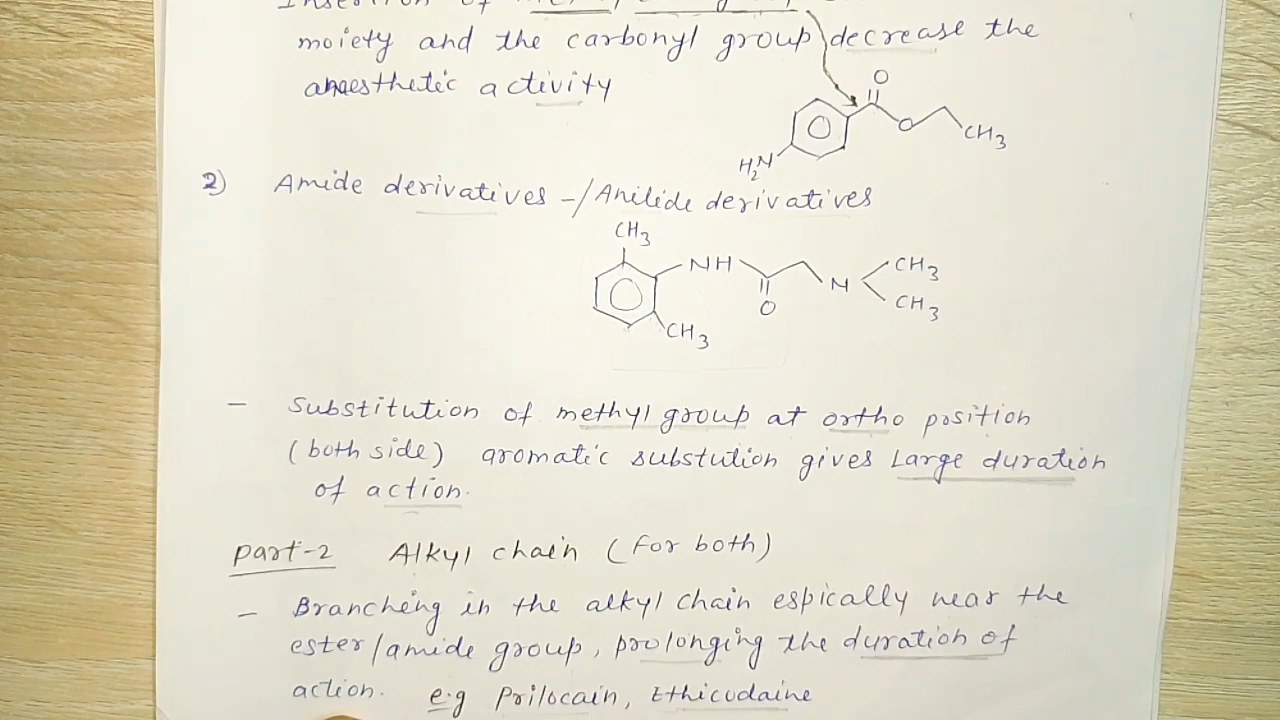 Insertion of
moiety and the carbonyl group decrease the
anaesthetic activity
O
O
CH3
H2N
2) Amide derivatives -/Anilide derivatives
CH3
NH
CH3
N
O
CH3
CH3
- Substitution of methyl group at ortho position
(both side) aromatic substution gives Large duration
of action.
Part-2 Alkyl chain (For both)
- Branching in the alkyl chain espically near the
ester/amide group, prolonging the duration of
action. e.g Prilocain, Ethicodaine